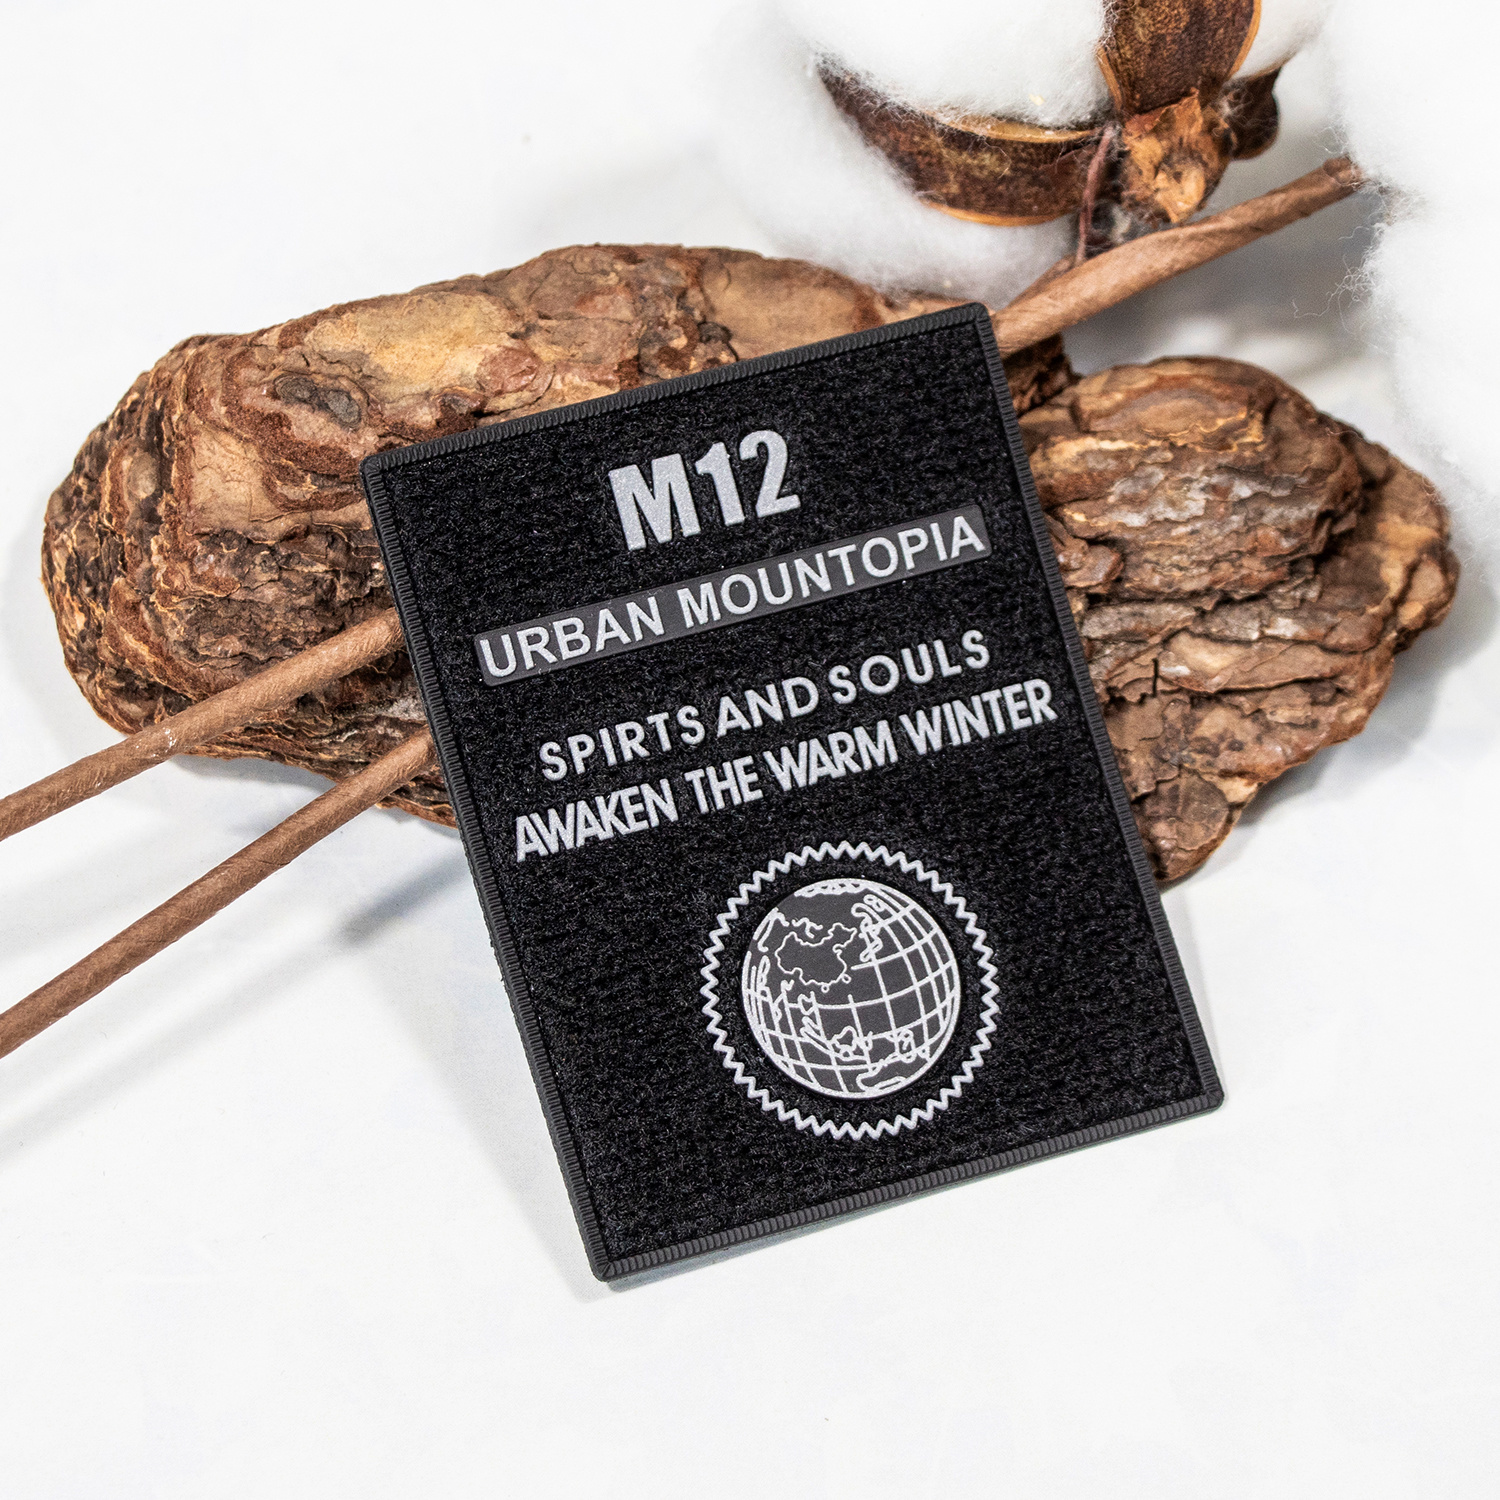 M12
URBAN MOUNTOPIA
SPIRTS AND SOULS
AWAKEN THE WARM WINTER